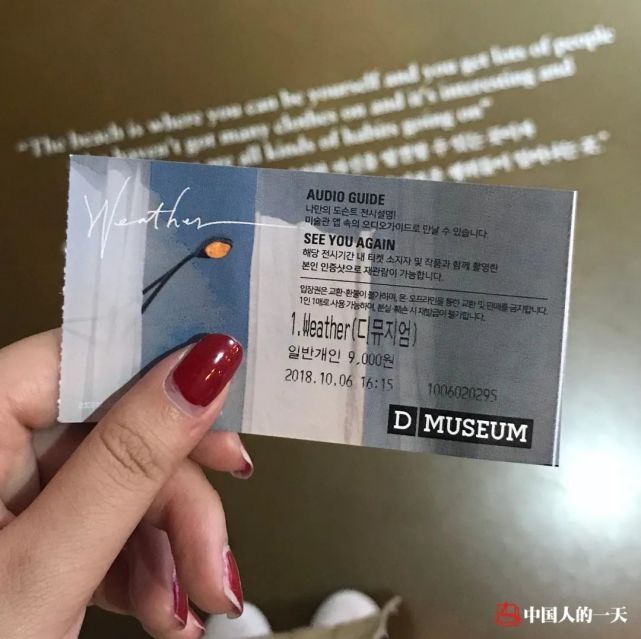 "The beach is where you can be yourself and you get lots of people
haven't got many clothes on and it's interesting and
all kinds of habits going on"
Weather
AUDIO GUIDE
나만의 도슨트 전시설명!
미술관 앱 속의 오디오가이드로 만날 수 있습니다.
SEE YOU AGAIN
해당 전시기간 내 티켓 소지자 및 작품과 함께 촬영한
본인 인증샷으로 재관람이 가능합니다.
입장권은 교환·환불이 불가하며, 온·오프라인을 통한 교환 및 판매를 금지합니다.
1인 1매로 사용 가능하며, 분실·훼손 시 재발급이 불가합니다.
1.Weather(디뮤지엄)
일반개인 9,000원
2018.10.06 16:15 1006020295
D MUSEUM
中国人的一天